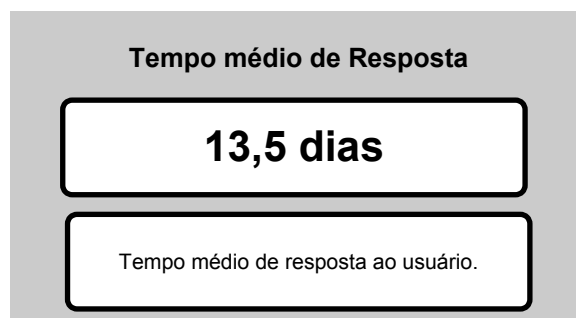 Tempo médio de Resposta
13,5 dias
Tempo médio de resposta ao usuário.